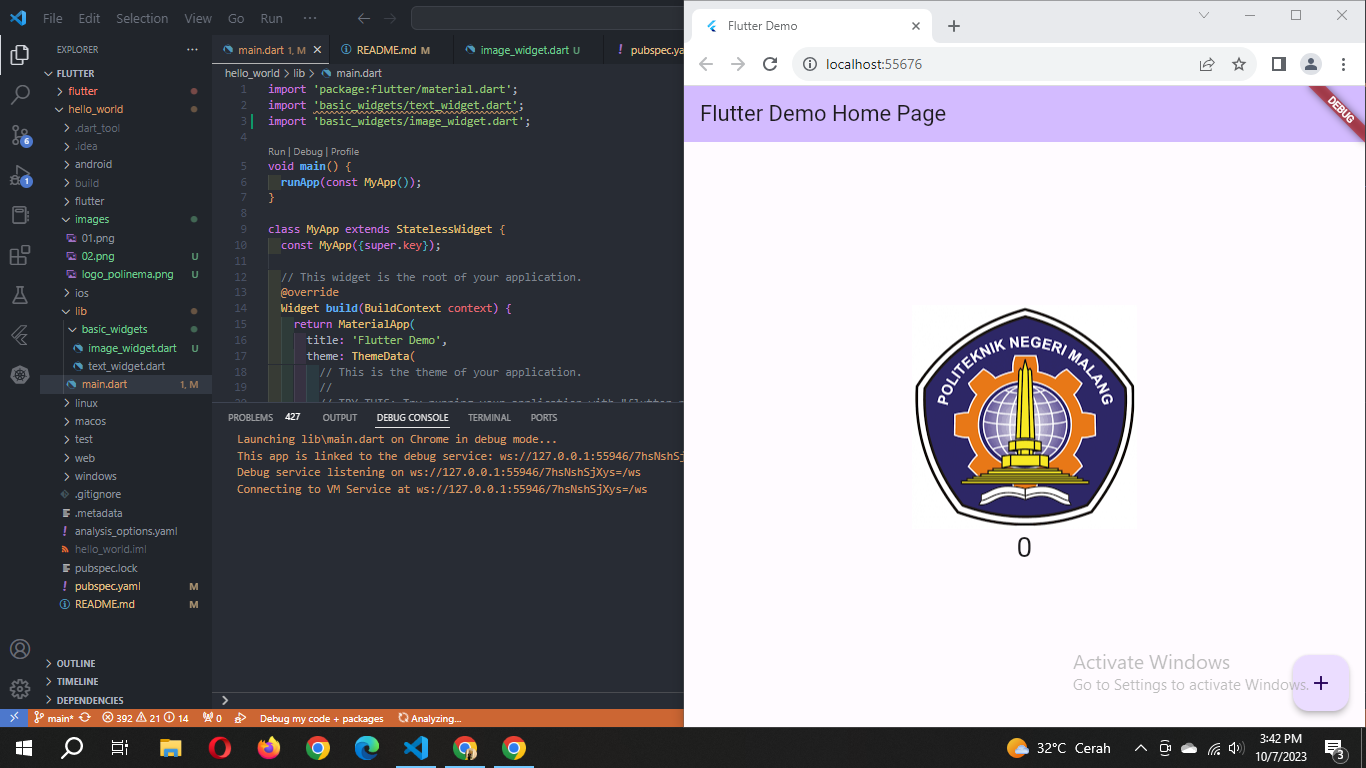 File Edit Selection View Go Run ···
EXPLORER
FLUTTER
flutter
hello_world
.dart_tool
.idea
android
build
flutter
images
01.png
02.png U
logo_polinema.png U
ios
lib
basic_widgets
image_widget.dart U
text_widget.dart
main.dart 1, M
linux
macos
test
web
windows
.gitignore
.metadata
analysis_options.yaml
hello_world.iml
pubspec.lock
pubspec.yaml M
README.md M
OUTLINE
TIMELINE
DEPENDENCIES
6
1
main.dart 1, M
README.md M
image_widget.dart U
pubspec.ya
hello_world > lib > main.dart
1 import 'package:flutter/material.dart';
2 import 'basic_widgets/text_widget.dart';
3 import 'basic_widgets/image_widget.dart';
4
Run | Debug | Profile
5 void main() {
6 runApp(const MyApp());
7 }
8
9 class MyApp extends StatelessWidget {
10 const MyApp({super.key});
11
12 // This widget is the root of your application.
13 @override
14 Widget build(BuildContext context) {
15 return MaterialApp(
16 title: 'Flutter Demo',
17 theme: ThemeData(
18 // This is the theme of your application.
19 //
PROBLEMS 427 OUTPUT DEBUG CONSOLE TERMINAL PORTS
Launching lib\main.dart on Chrome in debug mode...
This app is linked to the debug service: ws://127.0.0.1:55946/7hsNshSj
Debug service listening on ws://127.0.0.1:55946/7hsNshSjXys=/ws
Connecting to VM Service at ws://127.0.0.1:55946/7hsNshSjXys=/ws
main* 392 21 14 0 Debug my code + packages Analyzing...
Flutter Demo
localhost:55676
Flutter Demo Home Page
DEBUG
POLITEKNIK NEGERI MALANG
0
Activate Windows
Go to Settings to activate Windows.
32°C Cerah
3:42 PM
10/7/2023
3